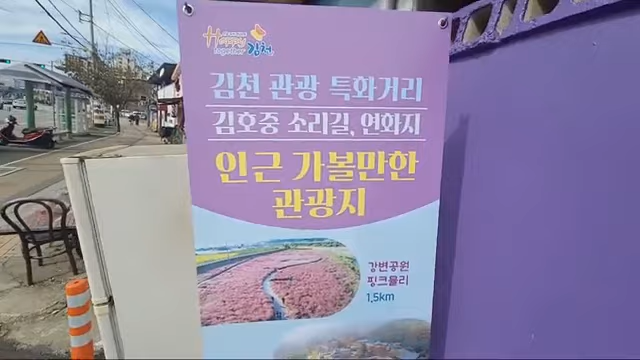 Happy together 김천
김천 관광 특화거리
김호중 소리길, 연화지
인근 가볼만한
관광지
강변공원
핑크뮬리
1.5km